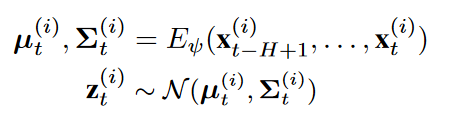 μ_t^{(i)}, Σ_t^{(i)} = E_ψ(x_{t−H+1}^{(i)}, . . . , x_t^{(i)})
z_t^{(i)} ∼ N(μ_t^{(i)}, Σ_t^{(i)})